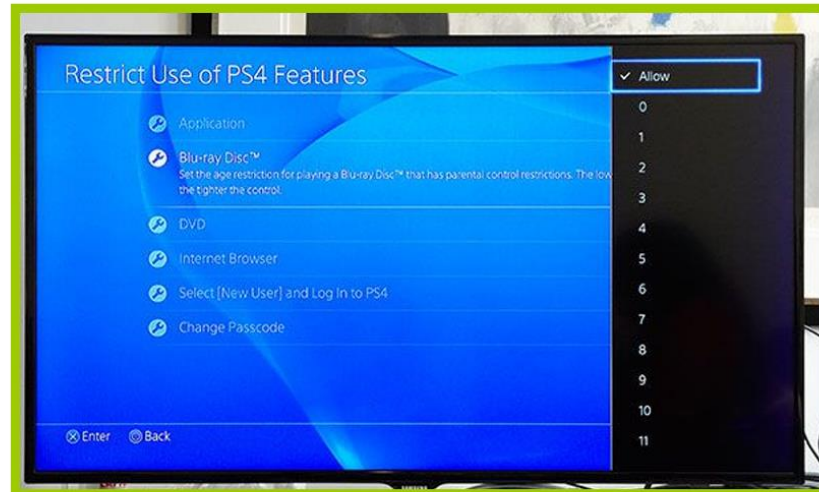 Restrict Use of PS4 Features
Application
Blu-ray Disc™
Set the age restriction for playing a Blu-ray Disc™ that has parental control restrictions. The low
the tighter the control.
DVD
Internet Browser
Select [New User] and Log In to PS4
Change Passcode
Enter Back
✓ Allow
0
1
2
3
4
5
6
7
8
9
10
11
SAMSUNG